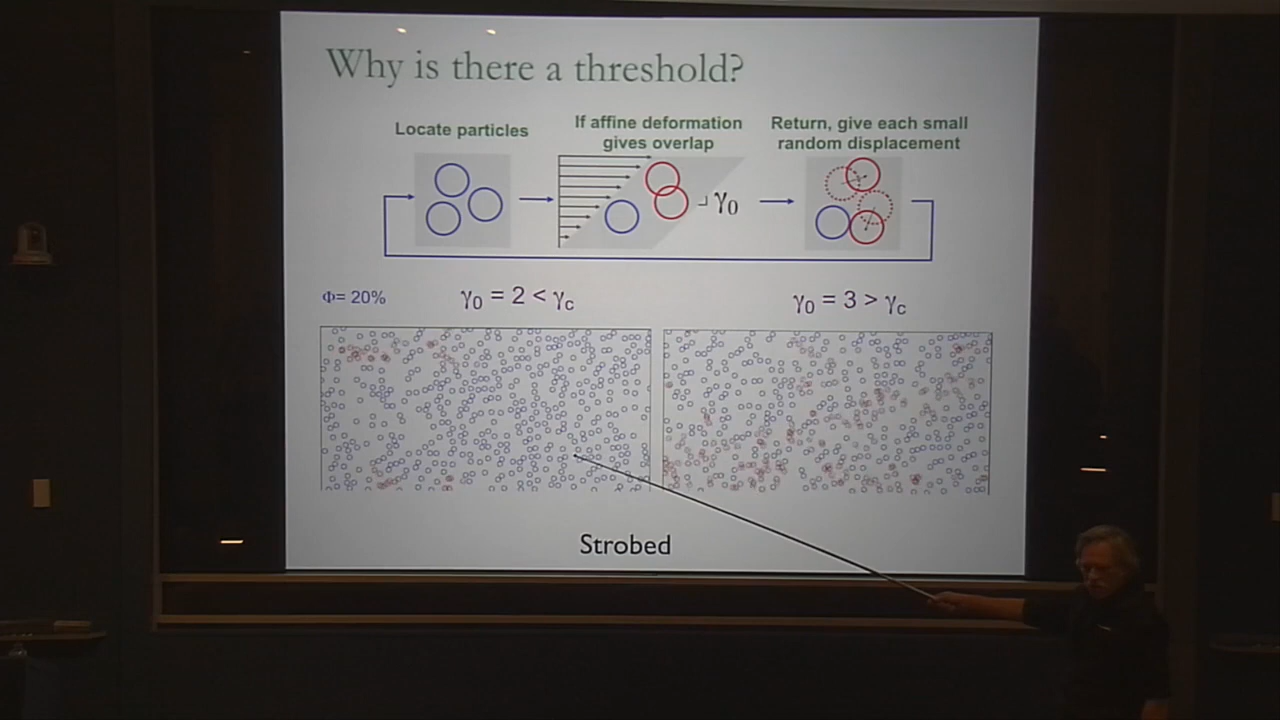 Why is there a threshold?
Locate particles
If affine deformation
gives overlap
Return, give each small
random displacement
γ0
Φ= 20%
γ0 = 2 < γc
γ0 = 3 > γc
Strobed